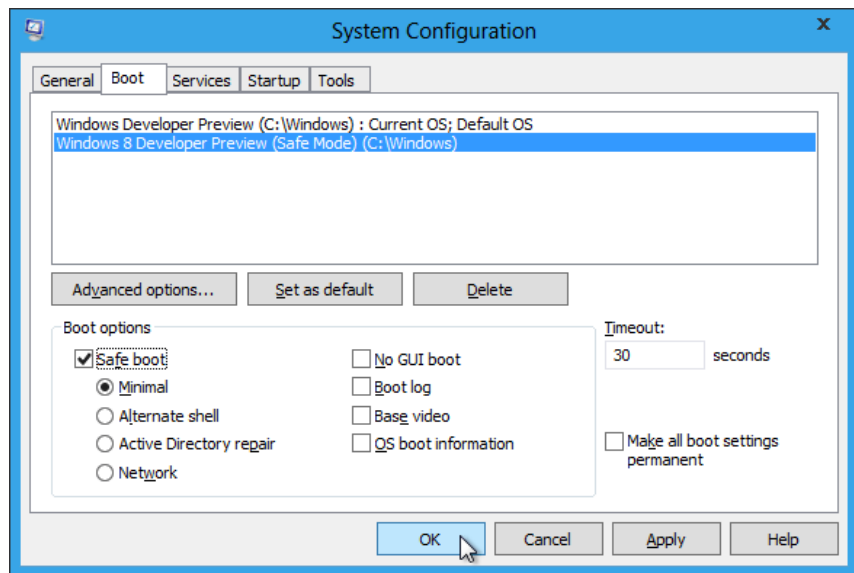 System Configuration
x
General Boot Services Startup Tools
Windows Developer Preview (C:\Windows) : Current OS; Default OS
Windows 8 Developer Preview (Safe Mode) (C:\Windows)
Advanced options... Set as default Delete
Boot options Timeout:
Safe boot No GUI boot 30 seconds
Minimal Boot log
Alternate shell Base video
Active Directory repair OS boot information Make all boot settings
permanent
Network
OK Cancel Apply Help